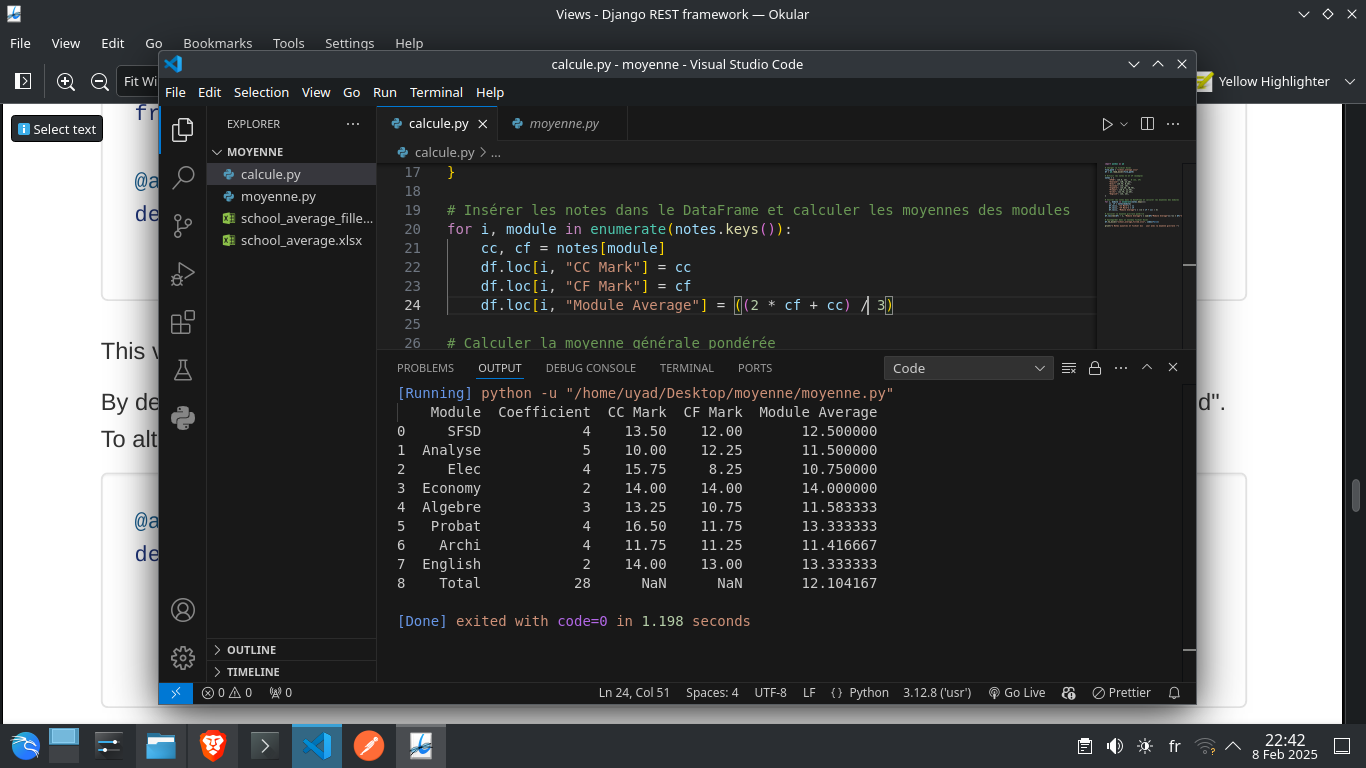 Views - Django REST framework — Okular
File View Edit Go Bookmarks Tools Settings Help
Fit Wi
Yellow Highlighter
Select text
fr
@a
de
This v
By de
d".
To alt
@a
de
calcule.py - moyenne - Visual Studio Code
File Edit Selection View Go Run Terminal Help
EXPLORER
MOYENNE
calcule.py
moyenne.py
school_average_fille...
school_average.xlsx
OUTLINE
TIMELINE
calcule.py
moyenne.py
calcule.py > ...
17 }
18
19 # Insérer les notes dans le DataFrame et calculer les moyennes des modules
20 for i, module in enumerate(notes.keys()):
21     cc, cf = notes[module]
22     df.loc[i, "CC Mark"] = cc
23     df.loc[i, "CF Mark"] = cf
24     df.loc[i, "Module Average"] = ((2 * cf + cc) / 3)
25
26 # Calculer la moyenne générale pondérée
PROBLEMS OUTPUT DEBUG CONSOLE TERMINAL PORTS
Code
[Running] python -u "/home/uyad/Desktop/moyenne/moyenne.py"
Module Coefficient CC Mark CF Mark Module Average
0 SFSD 4 13.50 12.00 12.500000
1 Analyse 5 10.00 12.25 11.500000
2 Elec 4 15.75 8.25 10.750000
3 Economy 2 14.00 14.00 14.000000
4 Algebre 3 13.25 10.75 11.583333
5 Probat 4 16.50 11.75 13.333333
6 Archi 4 11.75 11.25 11.416667
7 English 2 14.00 13.00 13.333333
8 Total 28 NaN NaN 12.104167
[Done] exited with code=0 in 1.198 seconds
0 0 0
Ln 24, Col 51 Spaces: 4 UTF-8 LF {} Python 3.12.8 ('usr') Go Live Prettier
fr
22:42
8 Feb 2025